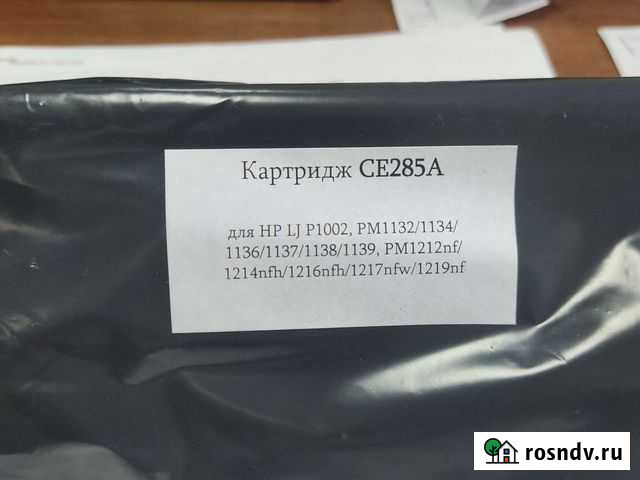 Картридж CE285A
для HP LJ P1002, PM1132/1134/
1136/1137/1138/1139, PM1212nf/
1214nfh/1216nfh/1217nfw/1219nf
rosndv.ru